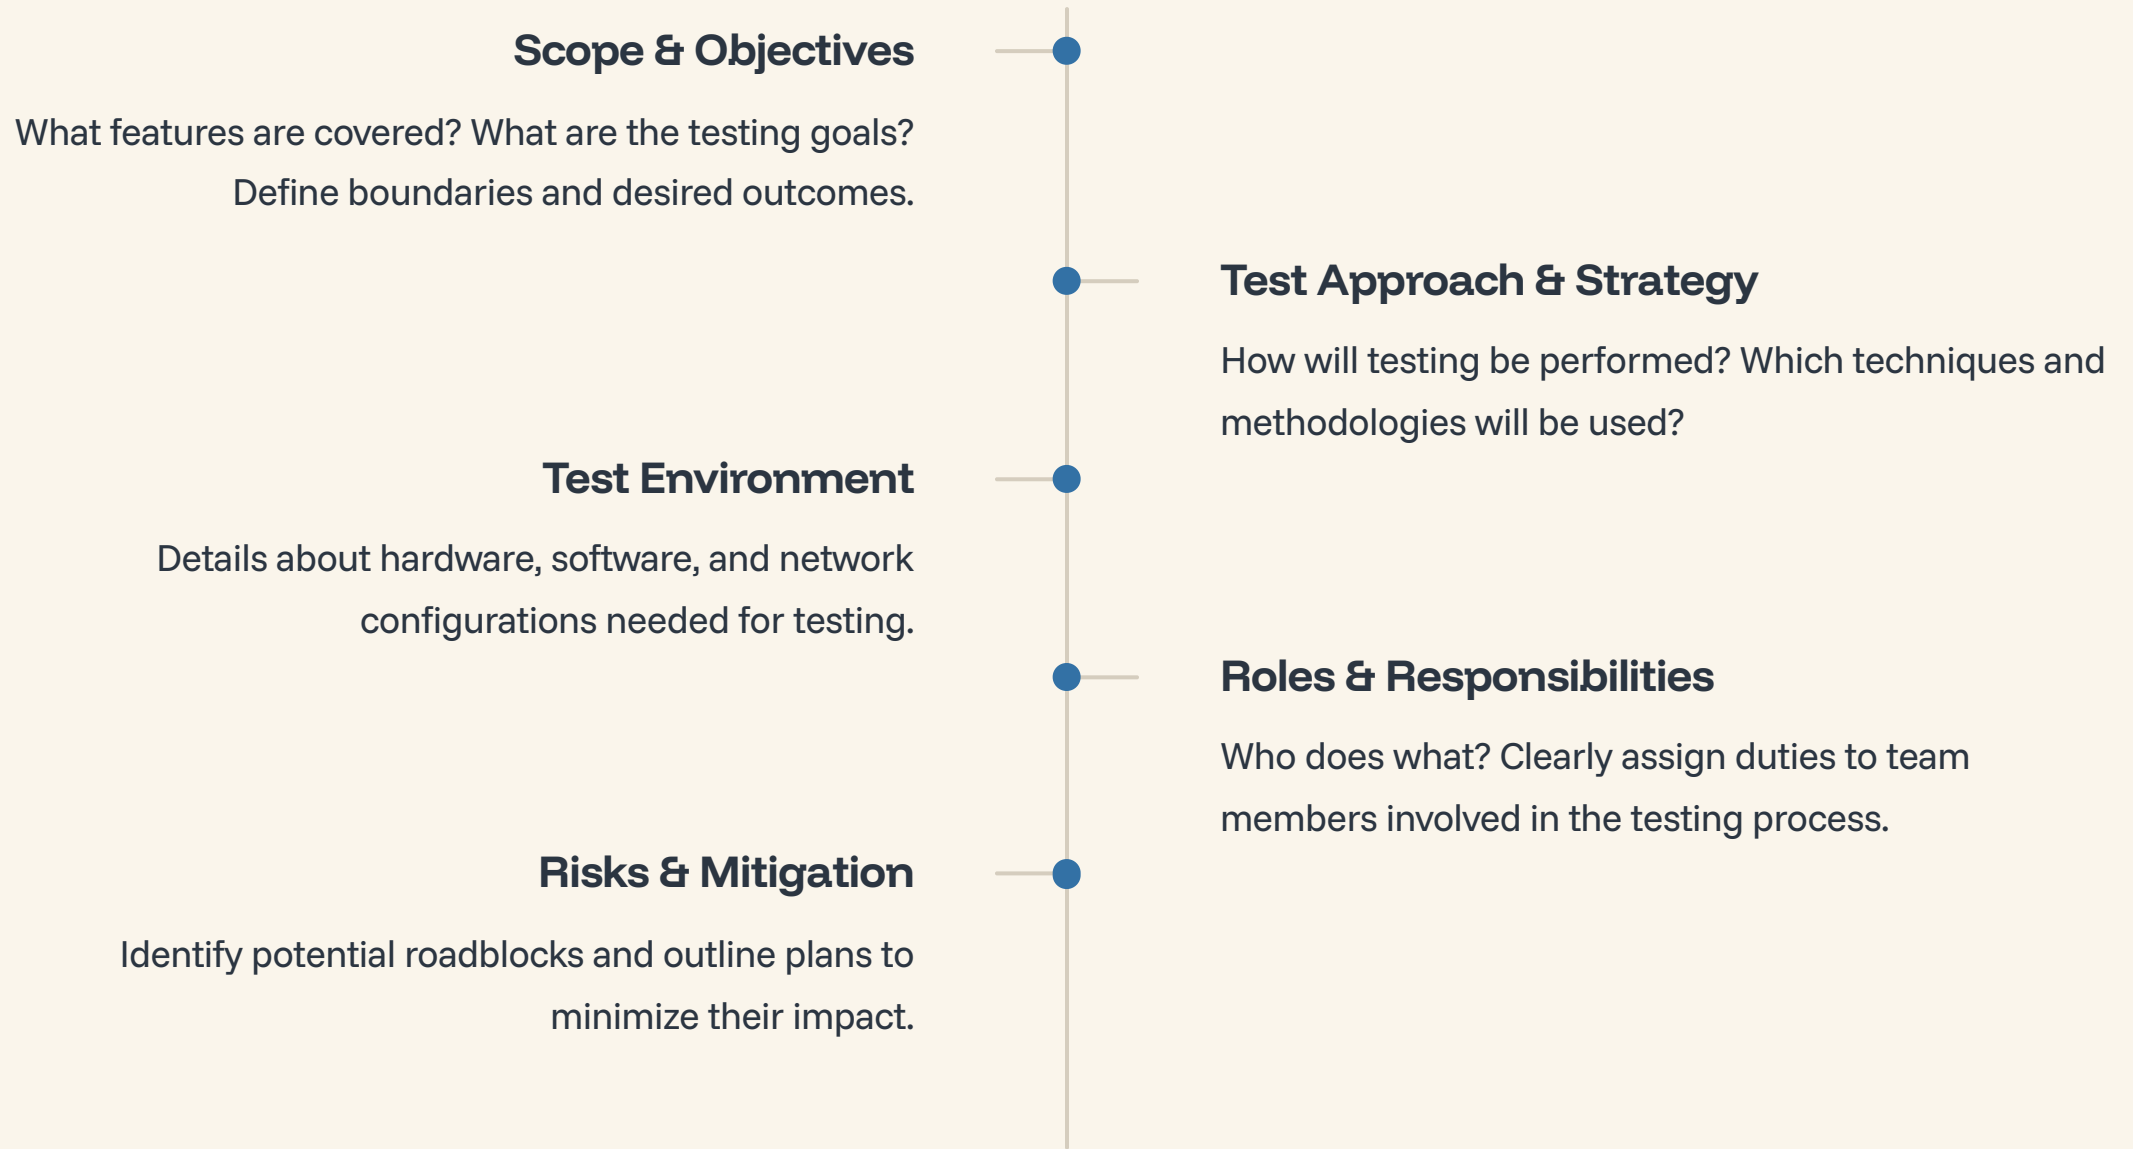 Scope & Objectives
What features are covered? What are the testing goals?
Define boundaries and desired outcomes.
Test Approach & Strategy
How will testing be performed? Which techniques and
methodologies will be used?
Test Environment
Details about hardware, software, and network
configurations needed for testing.
Roles & Responsibilities
Who does what? Clearly assign duties to team
members involved in the testing process.
Risks & Mitigation
Identify potential roadblocks and outline plans to
minimize their impact.